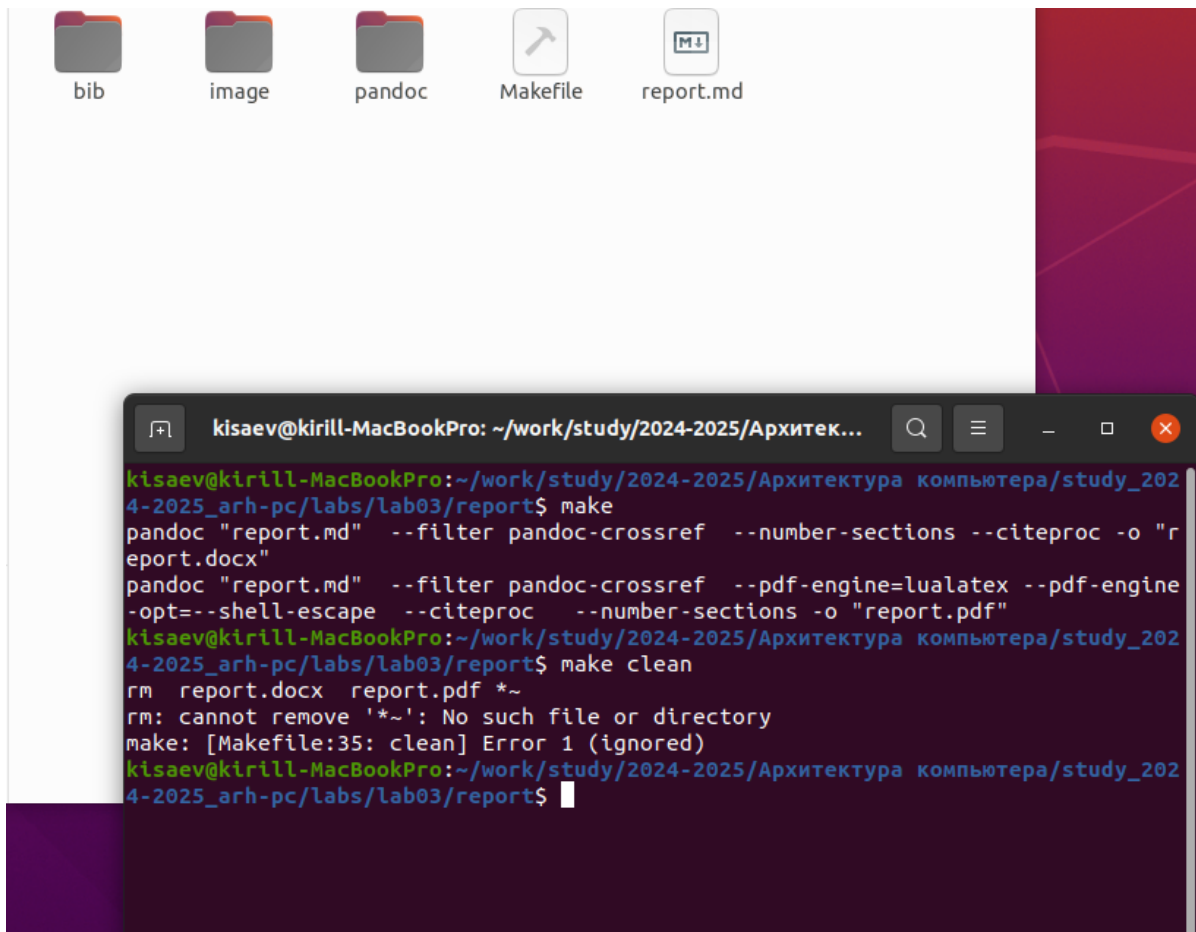 bib image pandoc Makefile report.md
kisaev@kirill-MacBookPro: ~/work/study/2024-2025/Архитек...
kisaev@kirill-MacBookPro:~/work/study/2024-2025/Архитектура компьютера/study_202
4-2025_arh-pc/labs/lab03/report$ make
pandoc "report.md"  --filter pandoc-crossref  --number-sections --citeproc -o "r
eport.docx"
pandoc "report.md"  --filter pandoc-crossref  --pdf-engine=lualatex --pdf-engine
-opt=--shell-escape  --citeproc   --number-sections -o "report.pdf"
kisaev@kirill-MacBookPro:~/work/study/2024-2025/Архитектура компьютера/study_202
4-2025_arh-pc/labs/lab03/report$ make clean
rm  report.docx  report.pdf *~
rm: cannot remove '*~': No such file or directory
make: [Makefile:35: clean] Error 1 (ignored)
kisaev@kirill-MacBookPro:~/work/study/2024-2025/Архитектура компьютера/study_202
4-2025_arh-pc/labs/lab03/report$